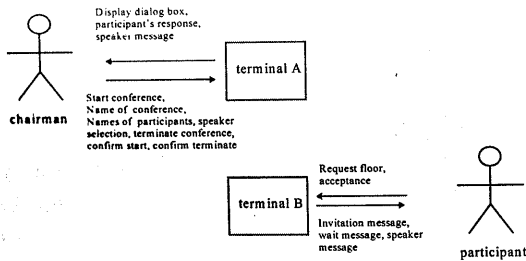 Display dialog box,
participant's response,
speaker message
terminal A
Start conference,
Name of conference,
Names of participants, speaker
selection, terminate conference,
confirm start, confirm terminate
chairman
Request floor,
acceptance
terminal B
Invitation message,
wait message, speaker
message
participant